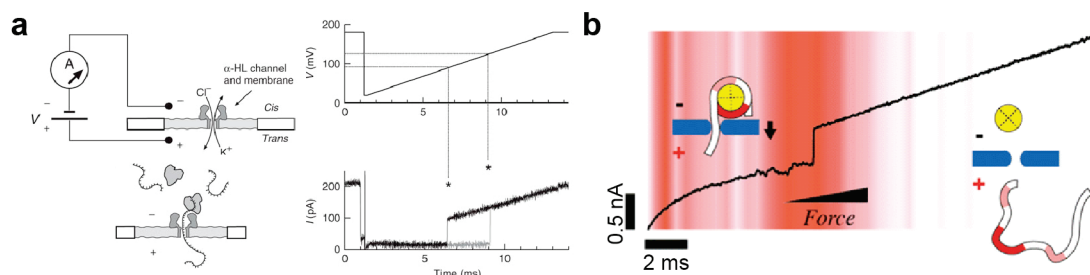 a
A
α-HL channel
and membrane
Cl⁻
−
V
+
−
+
Cis
Trans
K⁺
−
+
V (mV)
200
100
0
0
5
10
*
*
I (pA)
200
100
0
0
5
10
Time (ms)
b
-
+
Force
0.5 nA
2 ms
-
+